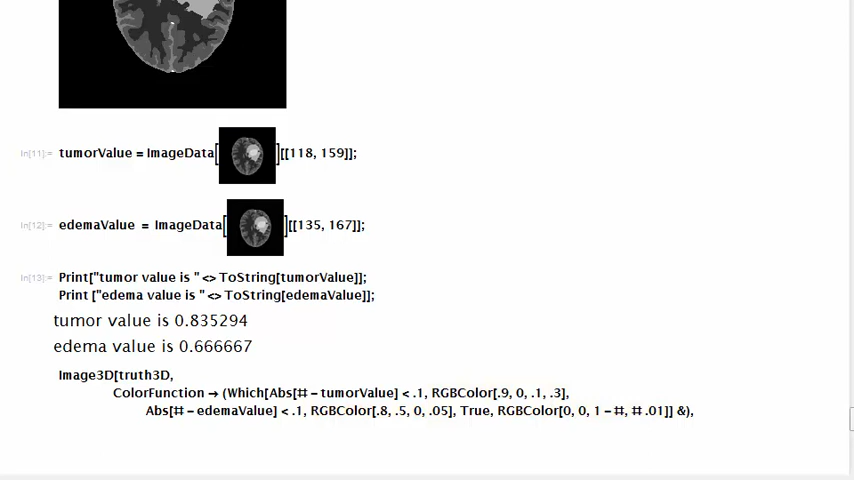 In[11]:= tumorValue = ImageData[ ][[118, 159]];
In[12]:= edemaValue = ImageData[ ][[135, 167]];
In[13]:= Print["tumor value is " <> ToString[tumorValue]];
Print ["edema value is " <> ToString[edemaValue]];
tumor value is 0.835294
edema value is 0.666667
Image3D[truth3D,
ColorFunction → (Which[Abs[# − tumorValue] < .1, RGBColor[.9, 0, .1, .3],
Abs[# − edemaValue] < .1, RGBColor[.8, .5, 0, .05], True, RGBColor[0, 0, 1 − #, # .01]] &),